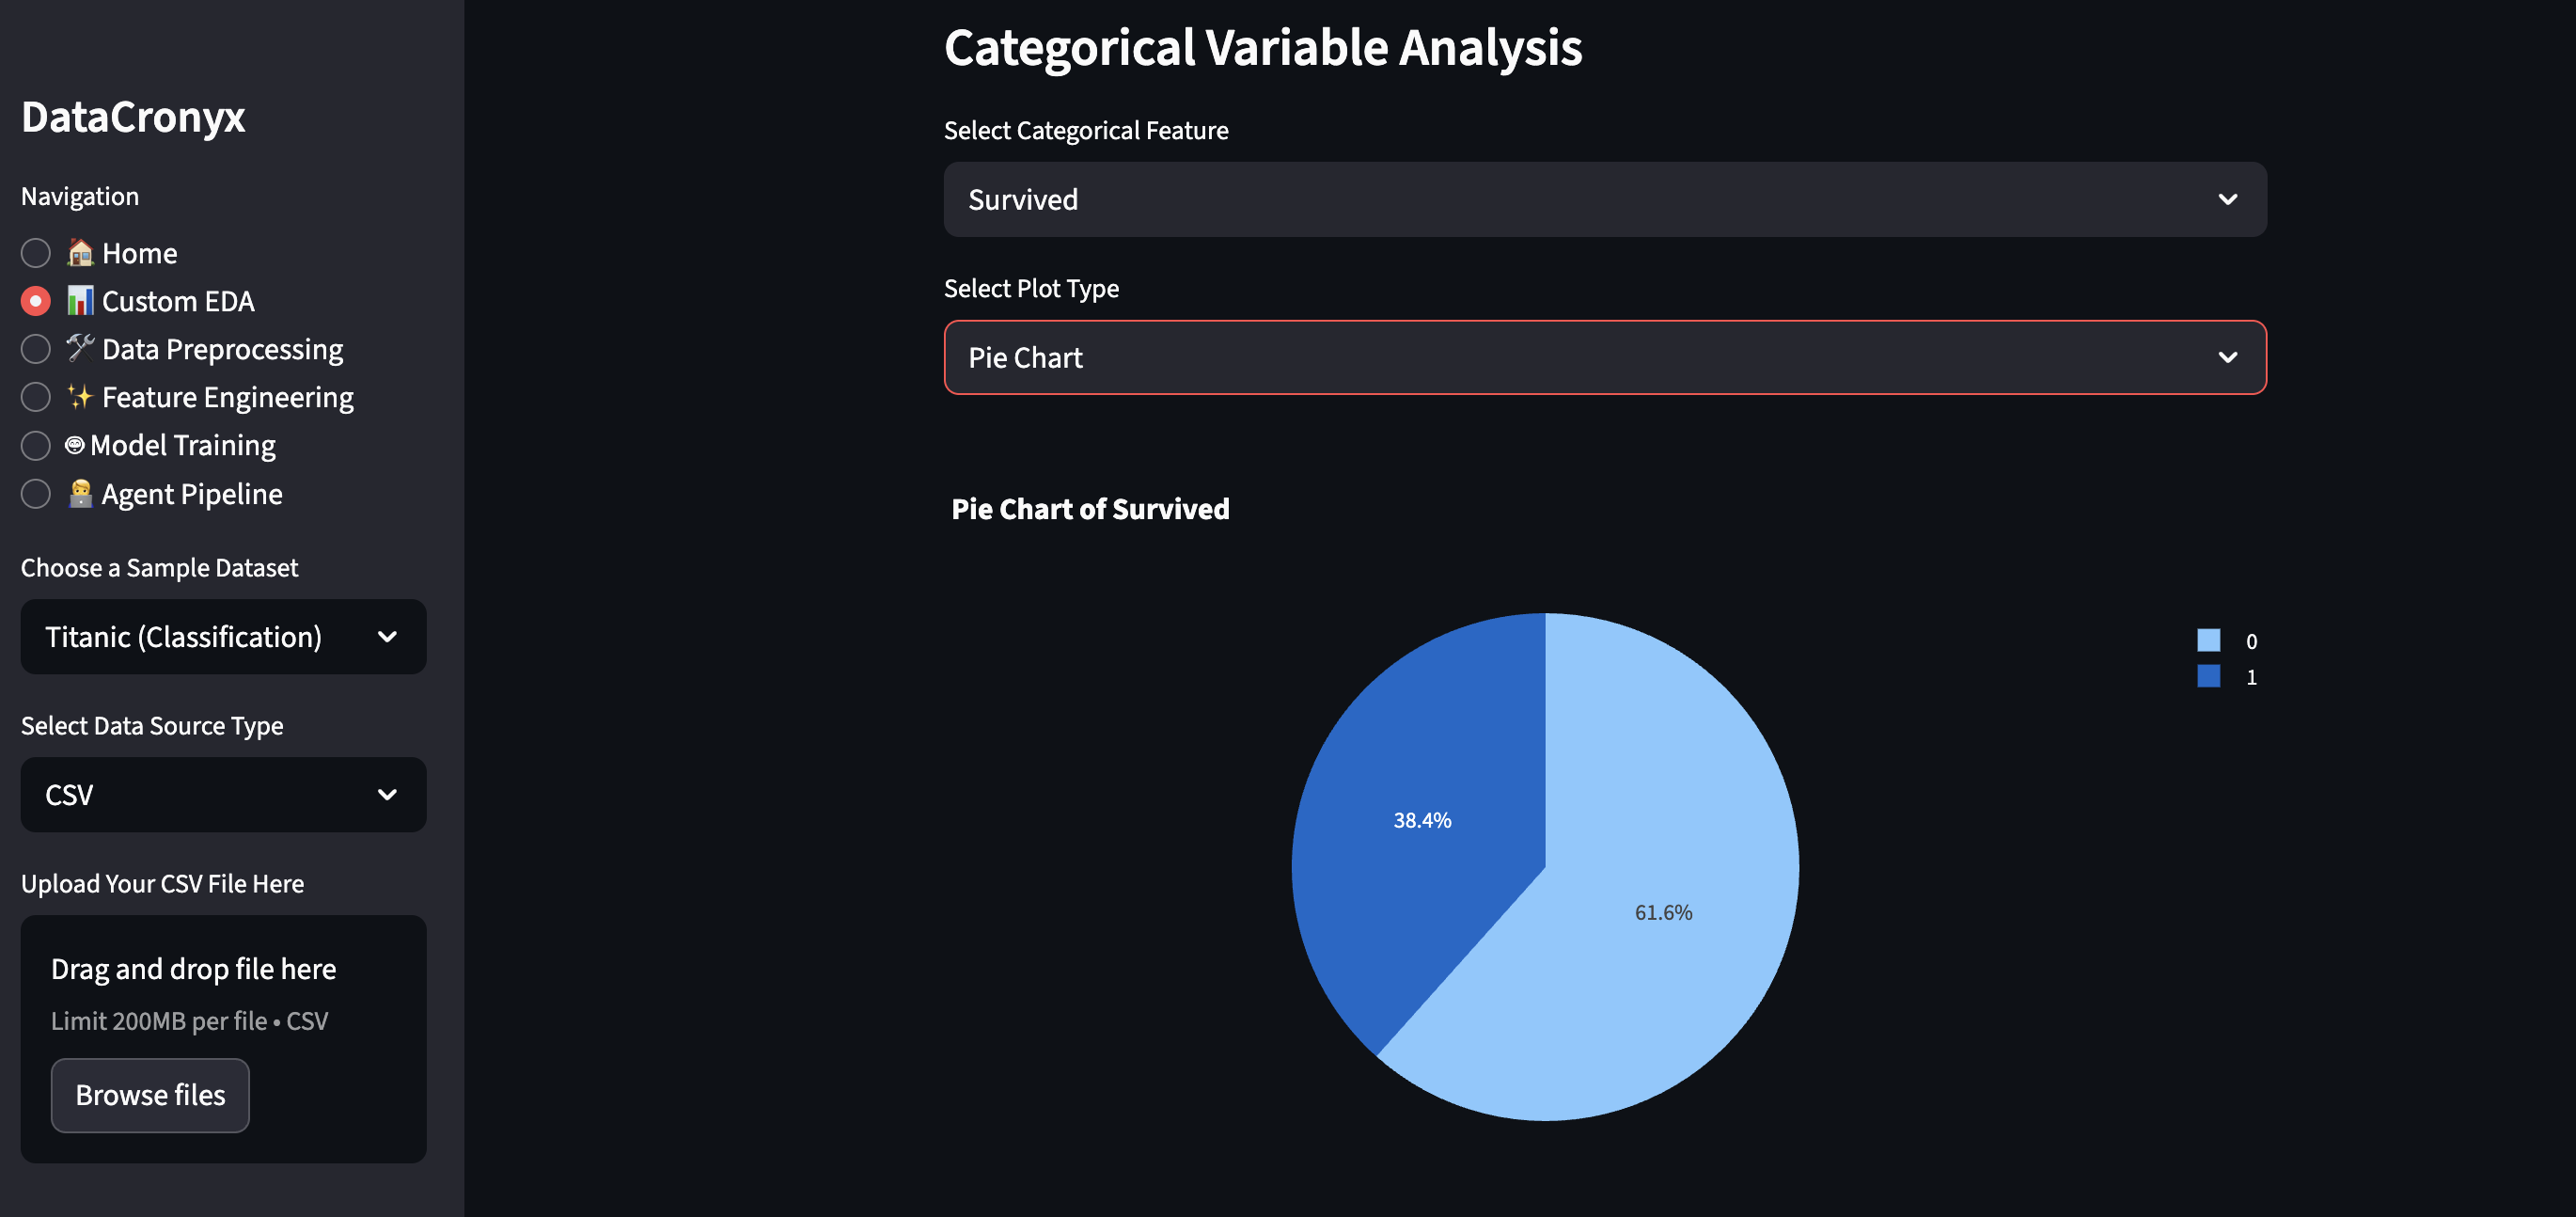 DataCronyx
Navigation
🏠 Home
📊 Custom EDA
🛠 Data Preprocessing
✨ Feature Engineering
Model Training
🧑‍💻 Agent Pipeline
Choose a Sample Dataset
Titanic (Classification)
Select Data Source Type
CSV
Upload Your CSV File Here
Drag and drop file here
Limit 200MB per file • CSV
Browse files
Categorical Variable Analysis
Select Categorical Feature
Survived
Select Plot Type
Pie Chart
Pie Chart of Survived
0
1
38.4%
61.6%